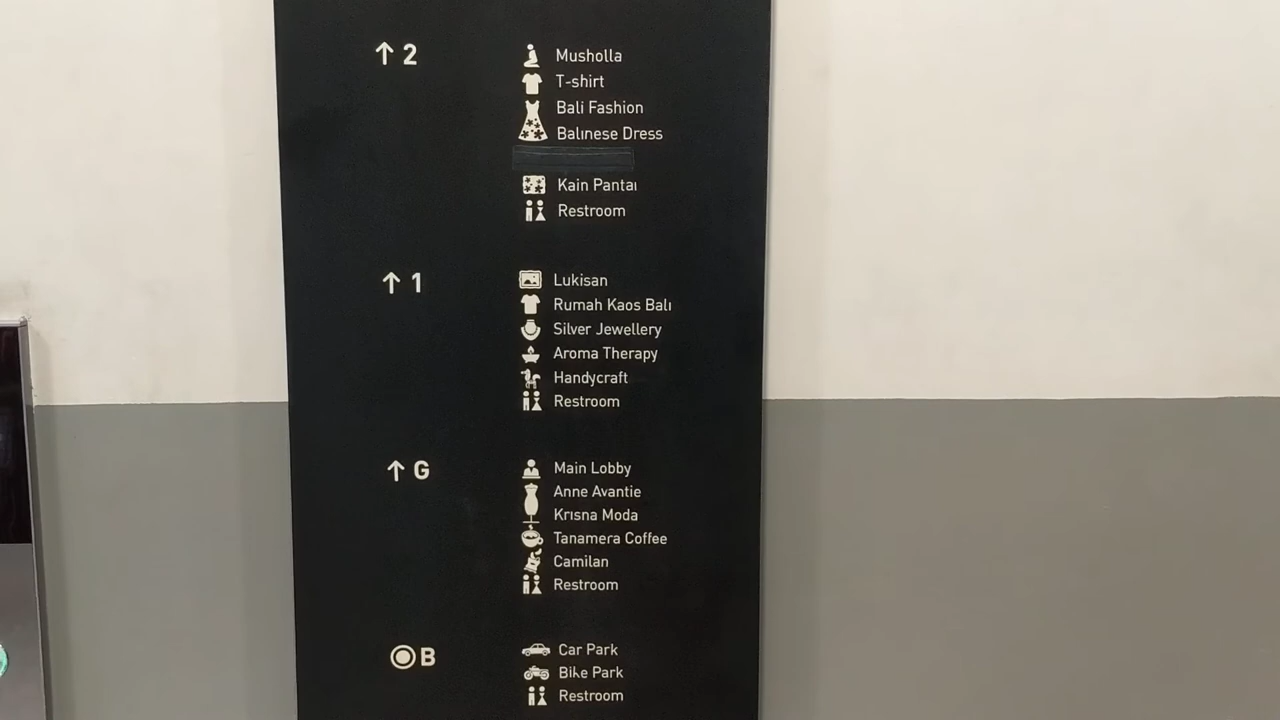 ↑ 2
Musholla
T-shirt
Bali Fashion
Balinese Dress
Kain Pantai
Restroom
↑ 1
Lukisan
Rumah Kaos Bali
Silver Jewellery
Aroma Therapy
Handycraft
Restroom
↑ G
Main Lobby
Anne Avantie
Krisna Moda
Tanamera Coffee
Camilan
Restroom
B
Car Park
Bike Park
Restroom